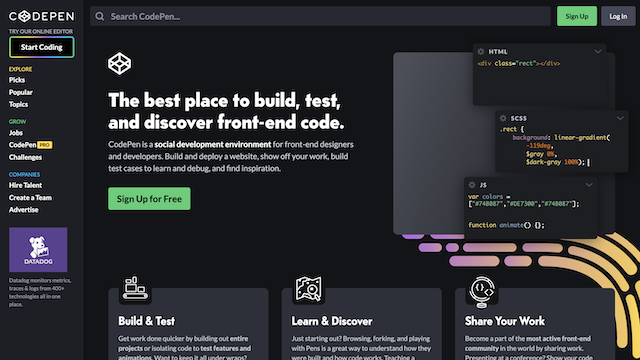 CODEPEN
TRY OUR ONLINE EDITOR
Start Coding
EXPLORE
Picks
Popular
Topics
GROW
Jobs
CodePen PRO
Challenges
COMPANIES
Hire Talent
Create a Team
Advertise
DATADOG
Datadog monitors metrics,
traces & logs from 400+
technologies all in one
place.
Search CodePen...
Sign Up
Log In
The best place to build, test,
and discover front-end code.
CodePen is a social development environment for front-end designers
and developers. Build and deploy a website, show off your work, build
test cases to learn and debug, and find inspiration.
Sign Up for Free
HTML
<div class="rect"></div>
SCSS
.rect {
background: linear-gradient(
-119deg,
$gray 0%,
$dark-gray 100%);
JS
var colors =
["#74B087","#DE7300","#74B087"];
function animate() {};
Build & Test
Get work done quicker by building out entire
projects or isolating code to test features and
animations. Want to keep it all under wraps?
Learn & Discover
Just starting out? Browsing, forking, and playing
with Pens is a great way to understand how they
were built and how code works. Teaching a
Share Your Work
Become a part of the most active front-end
community in the world by sharing work.
Presenting at a conference? Show your code